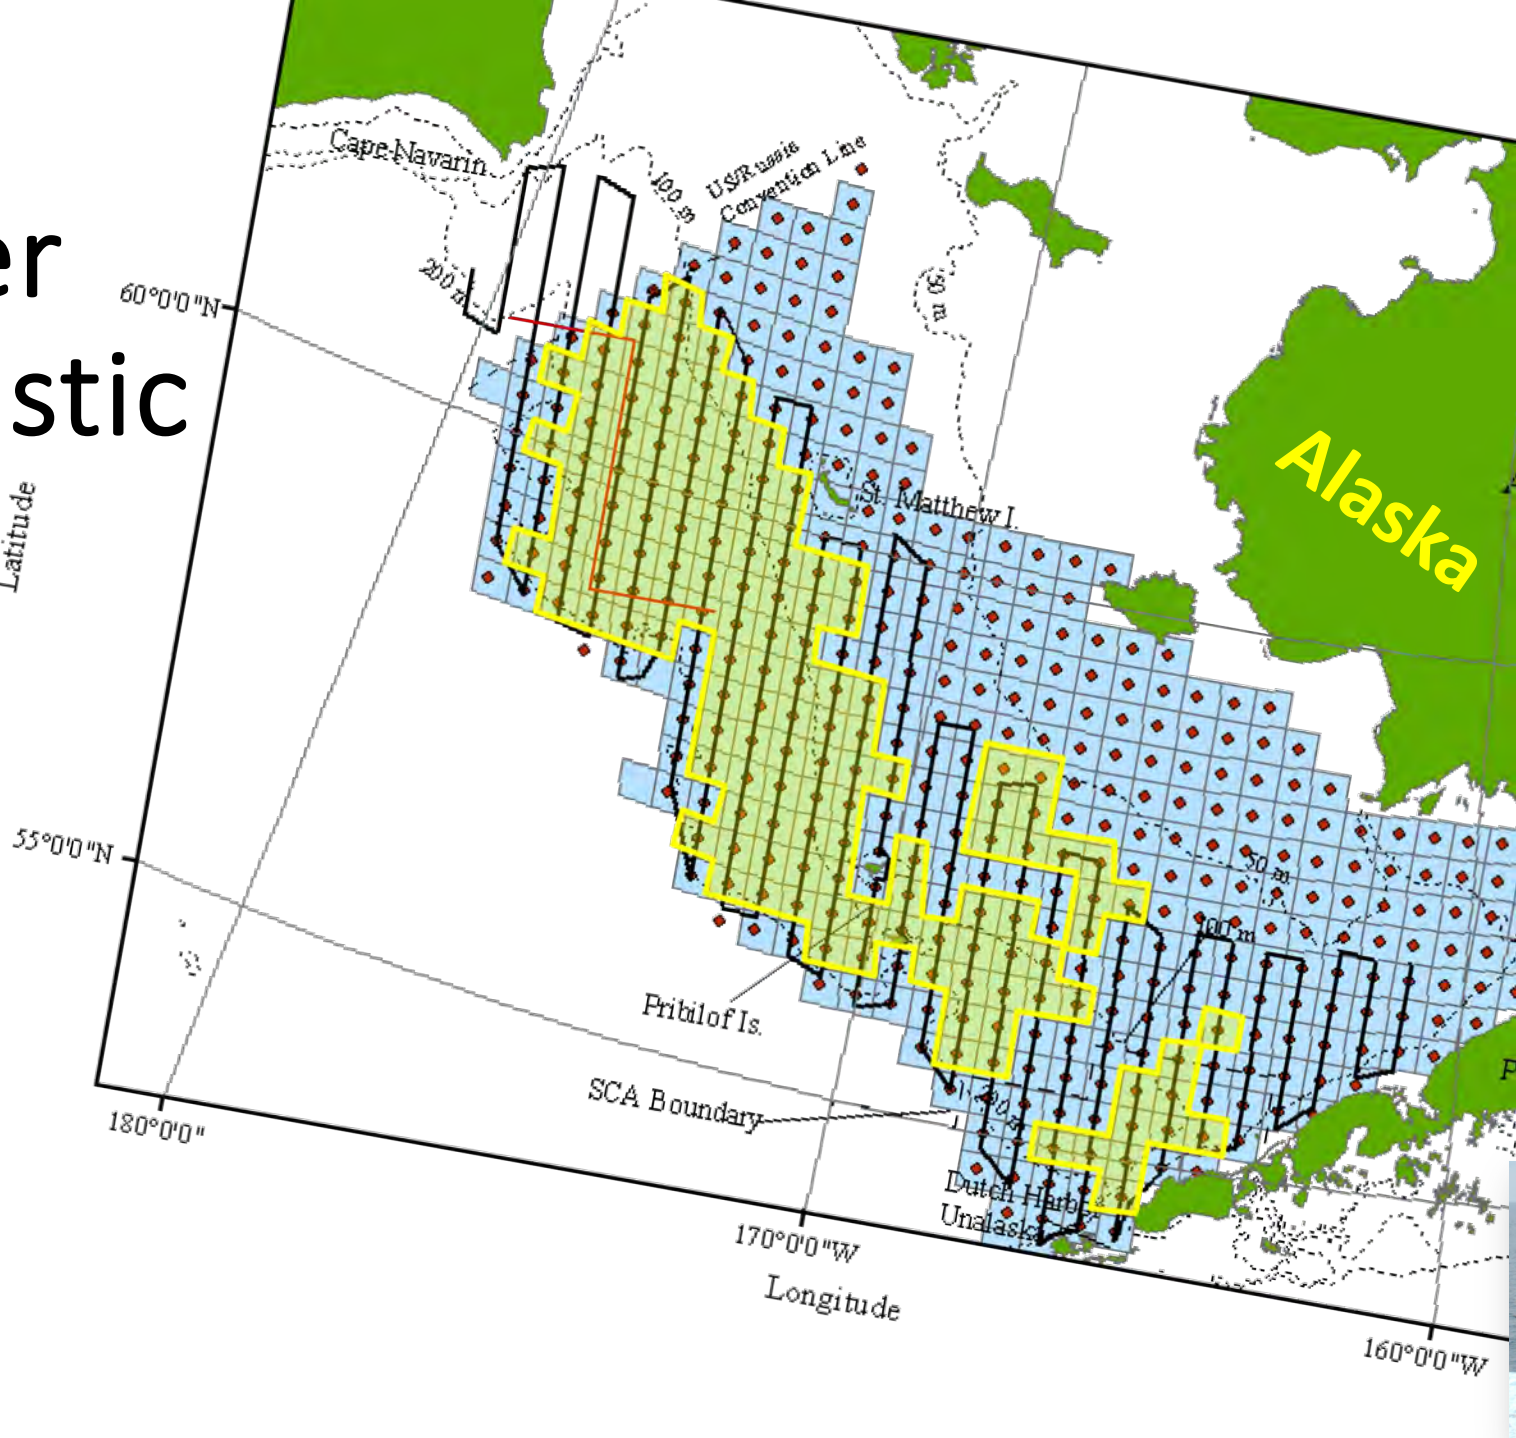 er
stic
Cape Navarin
US/Russia
Convention Line
100 m
200 m
50 m
60°0'0"N
Alaska
St. Matthew I.
Latitude
55°0'0"N
50 m
100 m
Pribilof Is.
SCA Boundary
200 m
P
180°0'0"
Dutch Harbor
Unalaska
170°0'0"W
Longitude
160°0'0"W